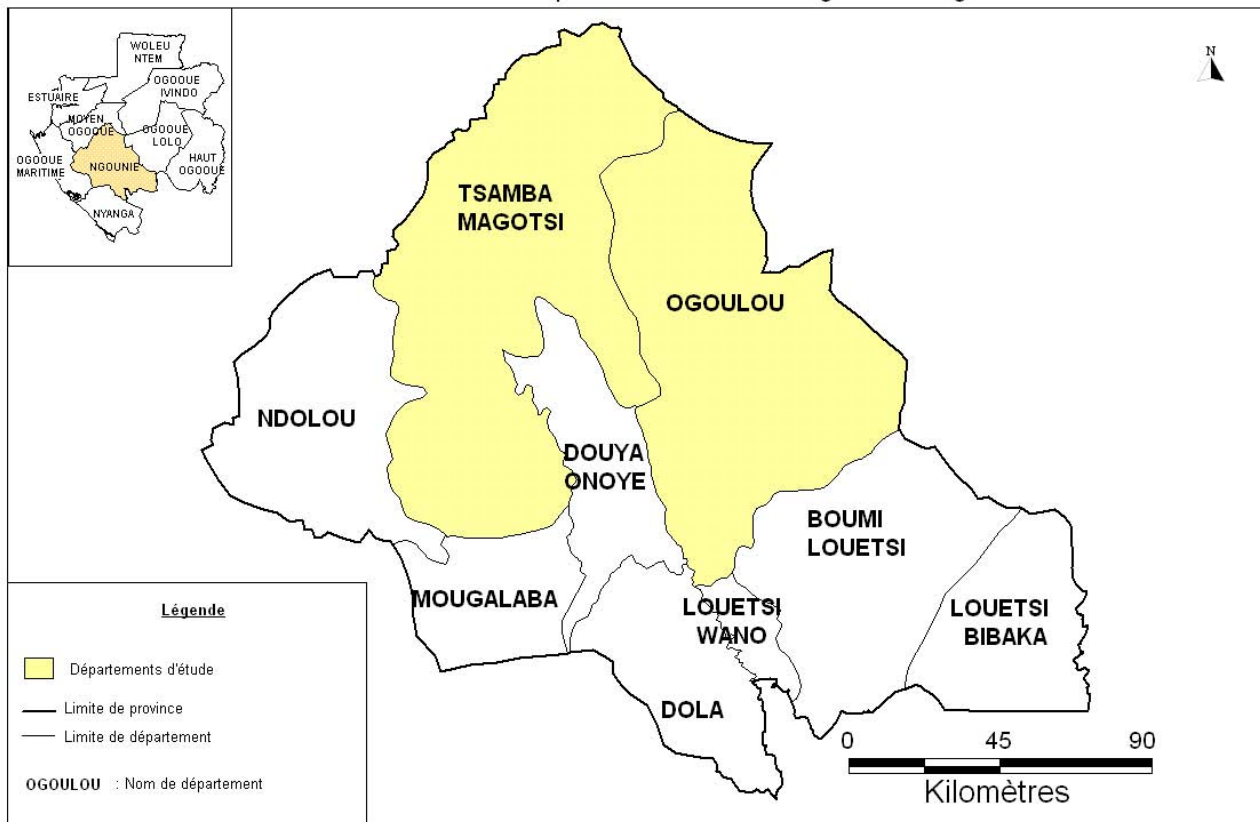 WOLEU
NTEM
OGOOUE
IVINDO
ESTUAIRE
MOYEN
OGOOUE
OGOOUE
LOLO
OGOOUE
MARITIME
NGOUNIE
HAUT
OGOOUE
NYANGA
N
TSAMBA
MAGOTSI
OGOULOU
NDOLOU
DOUYA
ONOYE
BOUMI
LOUETSI
MOUGALABA
LOUETSI
WANO
LOUETSI
BIBAKA
DOLA
Légende
Départements d'étude
Limite de province
Limite de département
OGOULOU : Nom de département
0 45 90
Kilomètres